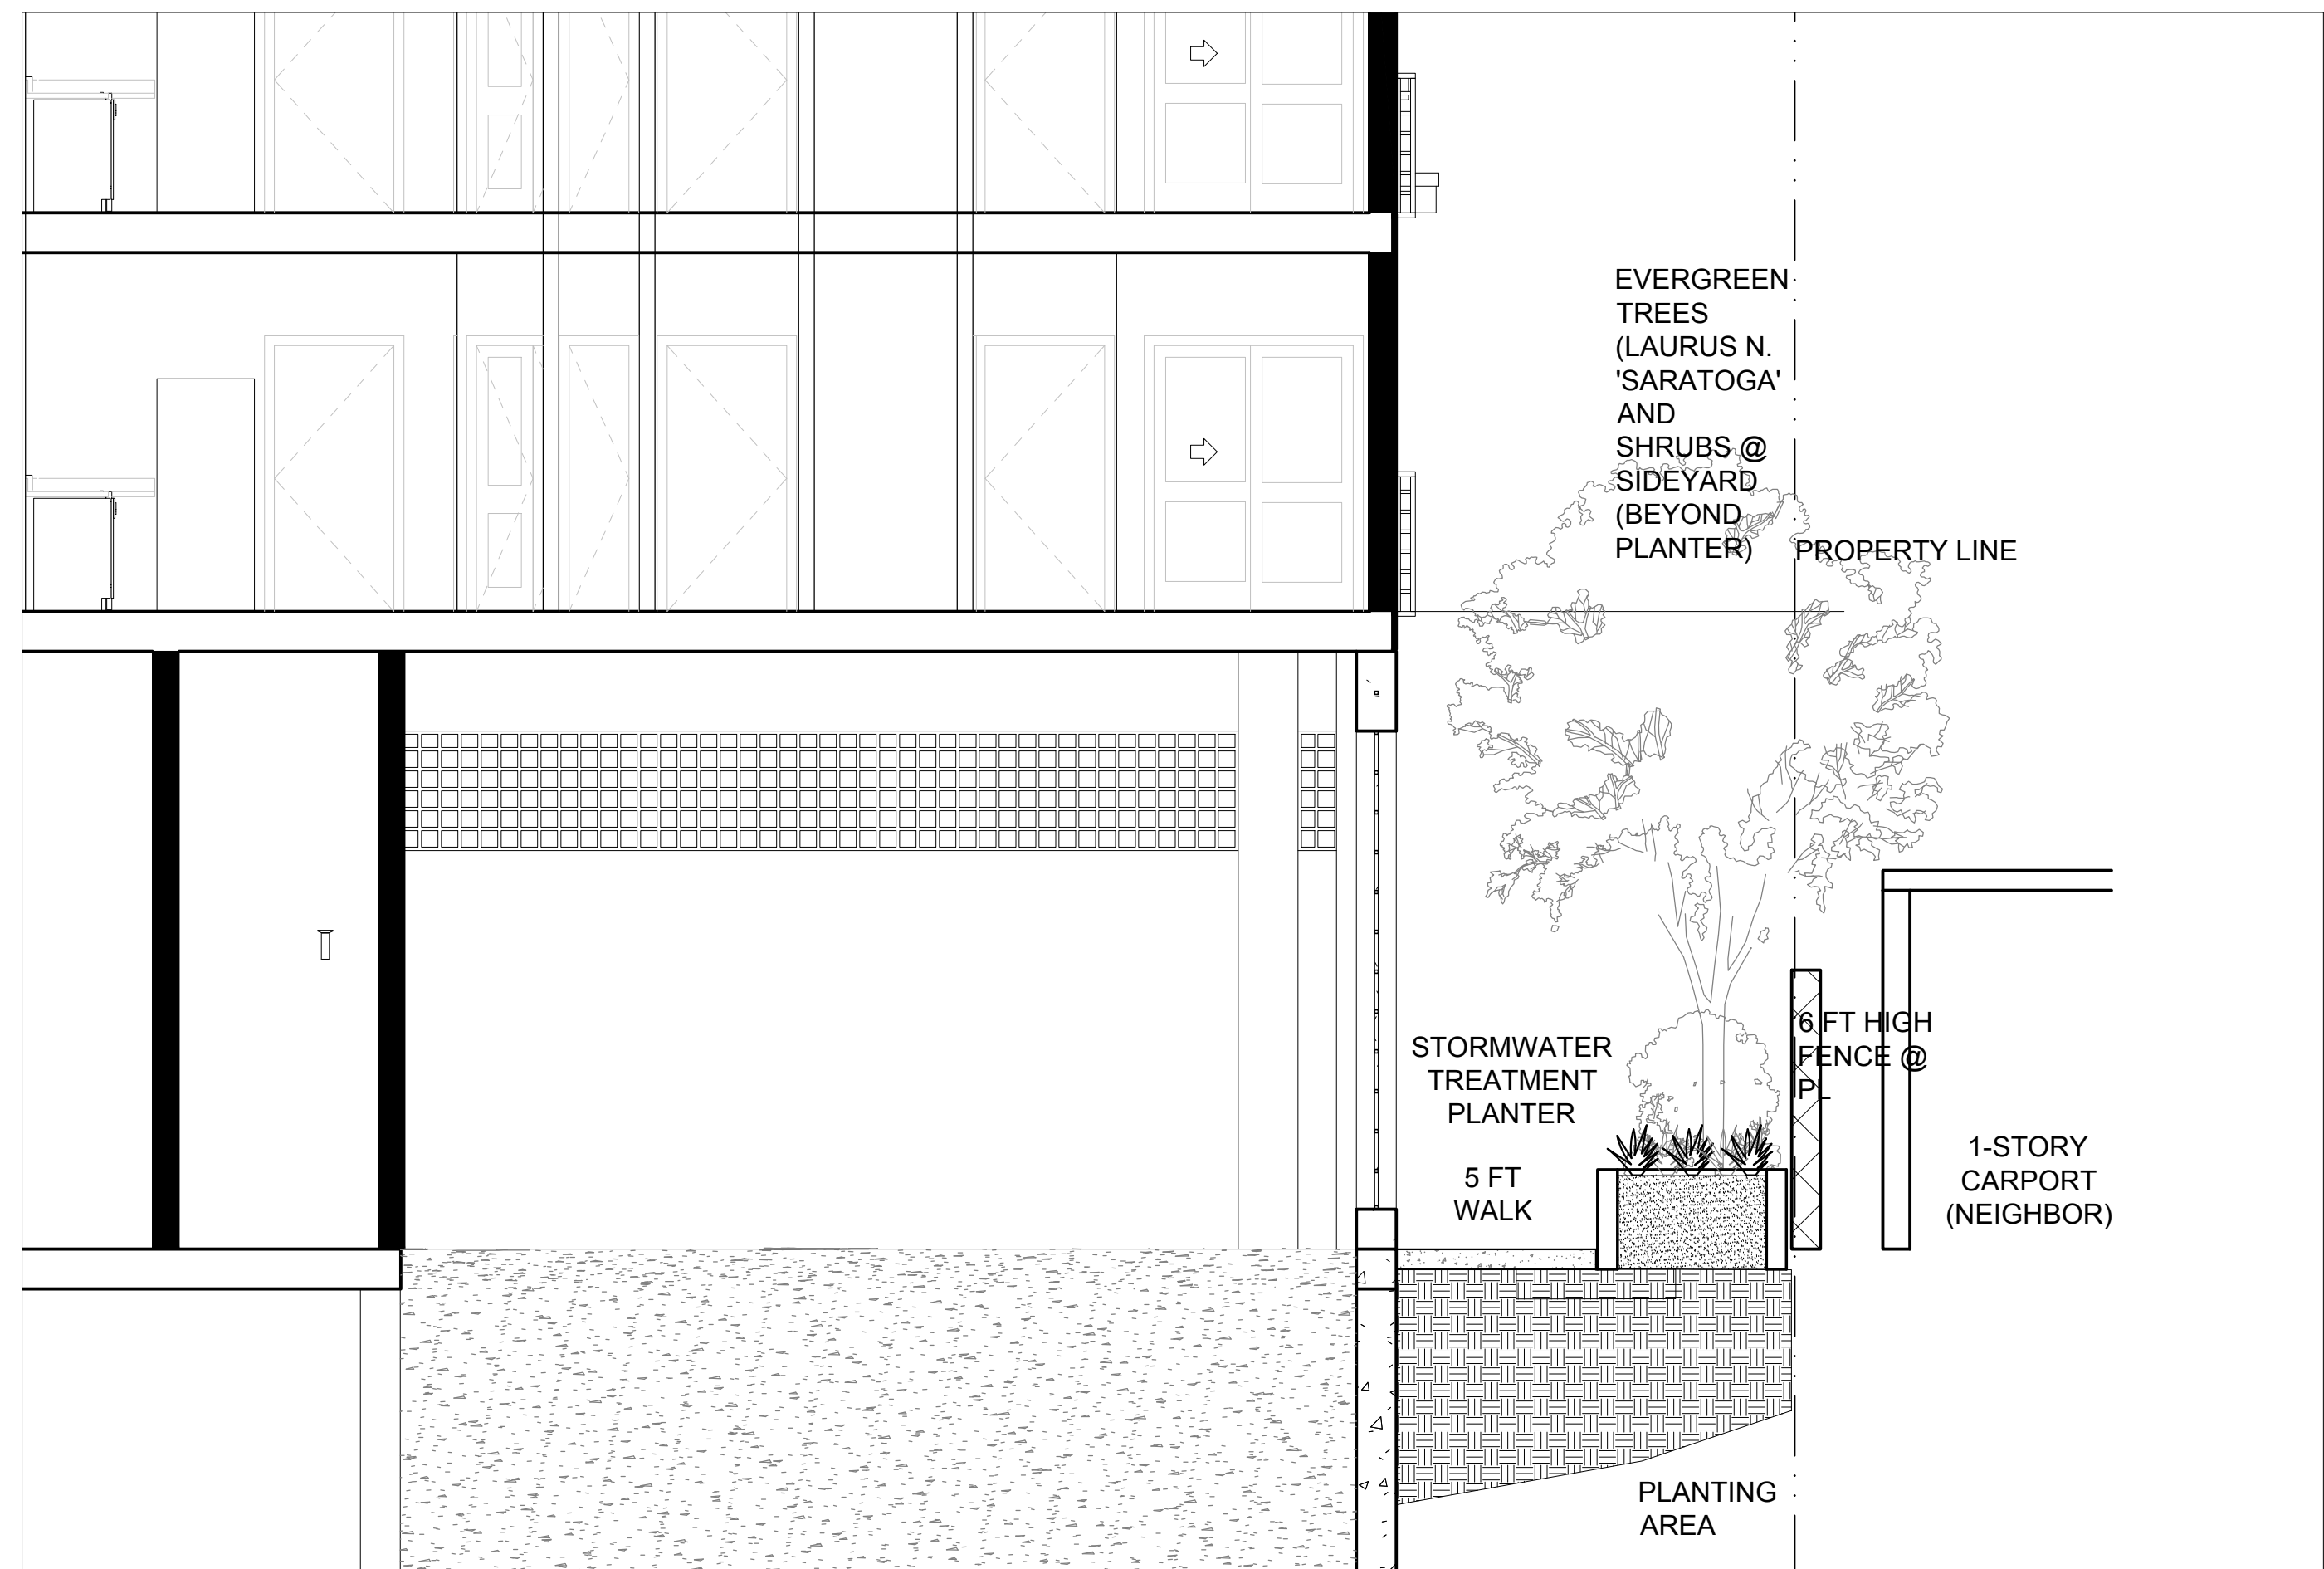 EVERGREEN
TREES
(LAURUS N.
'SARATOGA'
AND
SHRUBS @
SIDEYARD
(BEYOND
PLANTER)
PROPERTY LINE
6 FT HIGH
FENCE @
PL
STORMWATER
TREATMENT
PLANTER
5 FT
WALK
1-STORY
CARPORT
(NEIGHBOR)
PLANTING
AREA